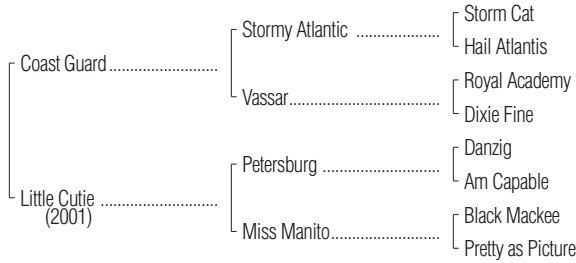 Storm Cat
Stormy Atlantic ..................
Hail Atlantis
Coast Guard.......................
Royal Academy
Vassar................................
Dixie Fine
Danzig
Petersburg .........................
Am Capable
Little Cutie .........................
(2001)
Black Mackee
Miss Manito.......................
Pretty as Picture